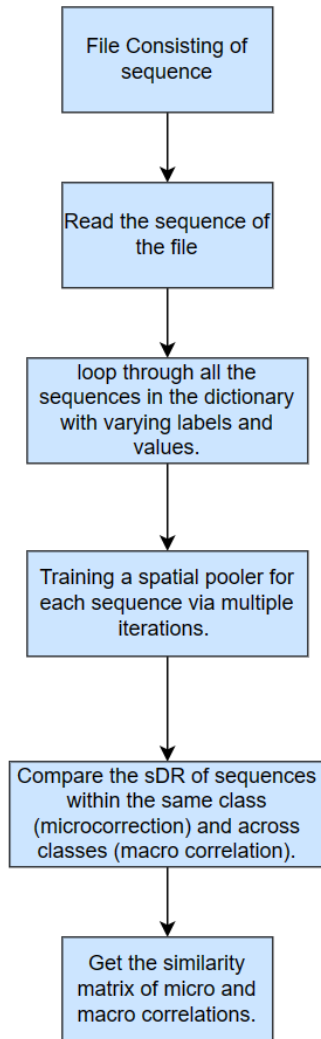 File Consisting of
sequence
Read the sequence of
the file
loop through all the
sequences in the dictionary
with varying labels and
values.
Training a spatial pooler for
each sequence via multiple
iterations.
Compare the sDR of sequences
within the same class
(microcorrection) and across
classes (macro correlation).
Get the similarity
matrix of micro and
macro correlations.